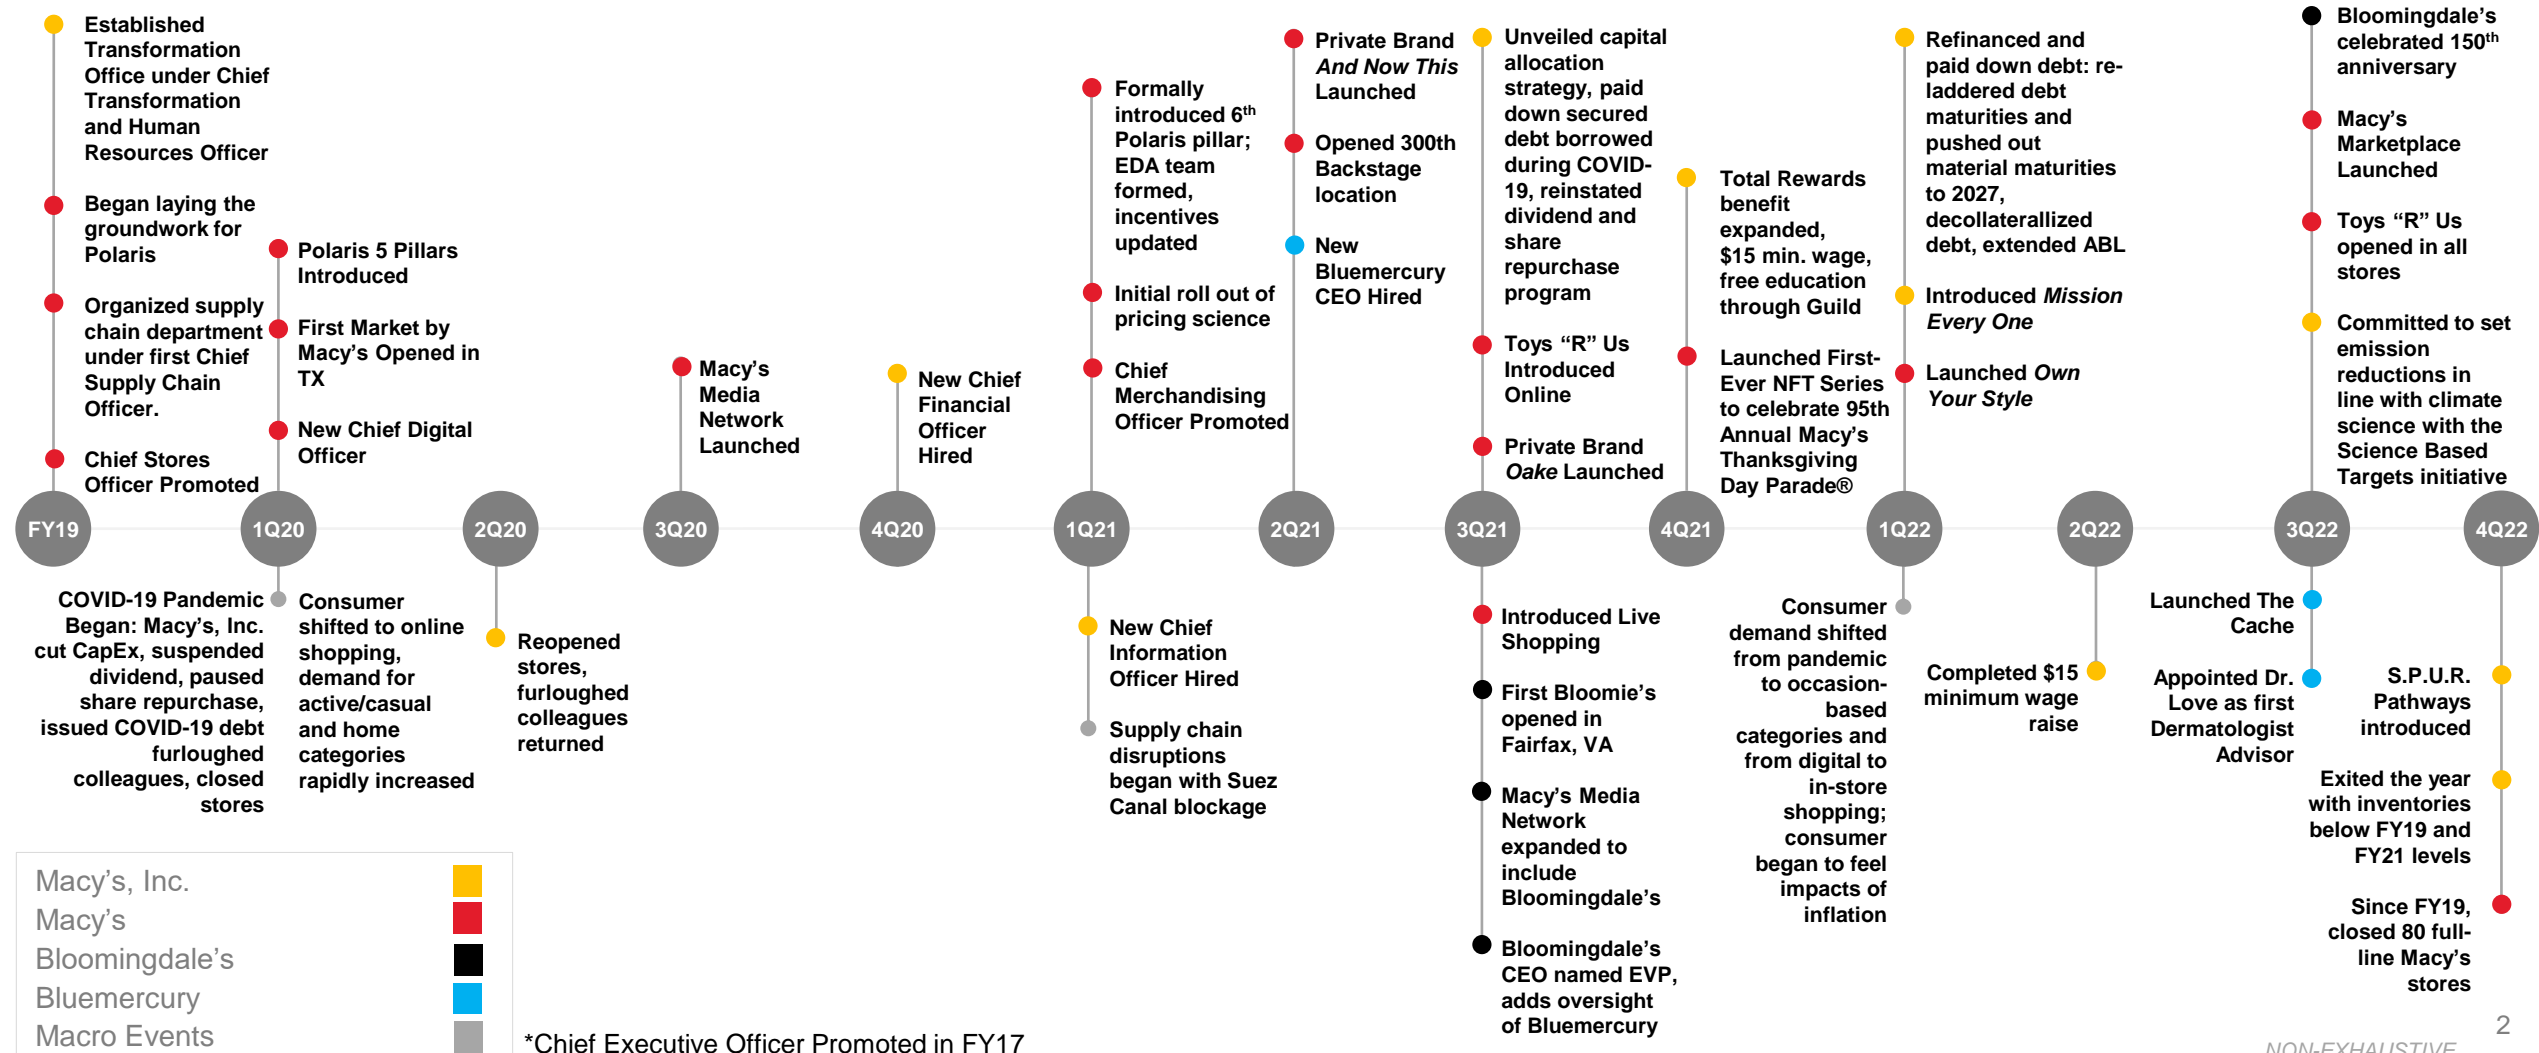 Established
Transformation
Office under Chief
Transformation
and Human
Resources Officer
Began laying the
groundwork for
Polaris
Organized supply
chain department
under first Chief
Supply Chain
Officer.
Chief Stores
Officer Promoted
Polaris 5 Pillars
Introduced
First Market by
Macy’s Opened in
TX
New Chief Digital
Officer
Macy’s
Media
Network
Launched
New Chief
Financial
Officer
Hired
Formally
introduced 6th
Polaris pillar;
EDA team
formed,
incentives
updated
Initial roll out of
pricing science
Chief
Merchandising
Officer Promoted
Private Brand
And Now This
Launched
Opened 300th
Backstage
location
New
Bluemercury
CEO Hired
Unveiled capital
allocation
strategy, paid
down secured
debt borrowed
during COVID-
19, reinstated
dividend and
share
repurchase
program
Toys “R” Us
Introduced
Online
Private Brand
Oake Launched
Total Rewards
benefit
expanded,
$15 min. wage,
free education
through Guild
Launched First-
Ever NFT Series
to celebrate 95th
Annual Macy’s
Thanksgiving
Day Parade®
Refinanced and
paid down debt: re-
laddered debt
maturities and
pushed out
material maturities
to 2027,
decollaterallized
debt, extended ABL
Introduced Mission
Every One
Launched Own
Your Style
Bloomingdale’s
celebrated 150th
anniversary
Macy’s
Marketplace
Launched
Toys “R” Us
opened in all
stores
Committed to set
emission
reductions in
line with climate
science with the
Science Based
Targets initiative
FY19 1Q20 2Q20 3Q20 4Q20 1Q21 2Q21 3Q21 4Q21 1Q22 2Q22 3Q22 4Q22
COVID-19 Pandemic
Began: Macy’s, Inc.
cut CapEx, suspended
dividend, paused
share repurchase,
issued COVID-19 debt
furloughed
colleagues, closed
stores
Consumer
shifted to online
shopping,
demand for
active/casual
and home
categories
rapidly increased
Reopened
stores,
furloughed
colleagues
returned
New Chief
Information
Officer Hired
Supply chain
disruptions
began with Suez
Canal blockage
Introduced Live
Shopping
First Bloomie’s
opened in
Fairfax, VA
Macy’s Media
Network
expanded to
include
Bloomingdale’s
Bloomingdale’s
CEO named EVP,
adds oversight
of Bluemercury
Consumer
demand shifted
from pandemic
to occasion-
based
categories and
from digital to
in-store
shopping;
consumer
began to feel
impacts of
inflation
Completed $15
minimum wage
raise
Launched The
Cache
Appointed Dr.
Love as first
Dermatologist
Advisor
S.P.U.R.
Pathways
introduced
Exited the year
with inventories
below FY19 and
FY21 levels
Since FY19,
closed 80 full-
line Macy’s
stores
Macy’s, Inc.
Macy’s
Bloomingdale’s
Bluemercury
Macro Events
*Chief Executive Officer Promoted in FY17
2
NON-EXHAUSTIVE